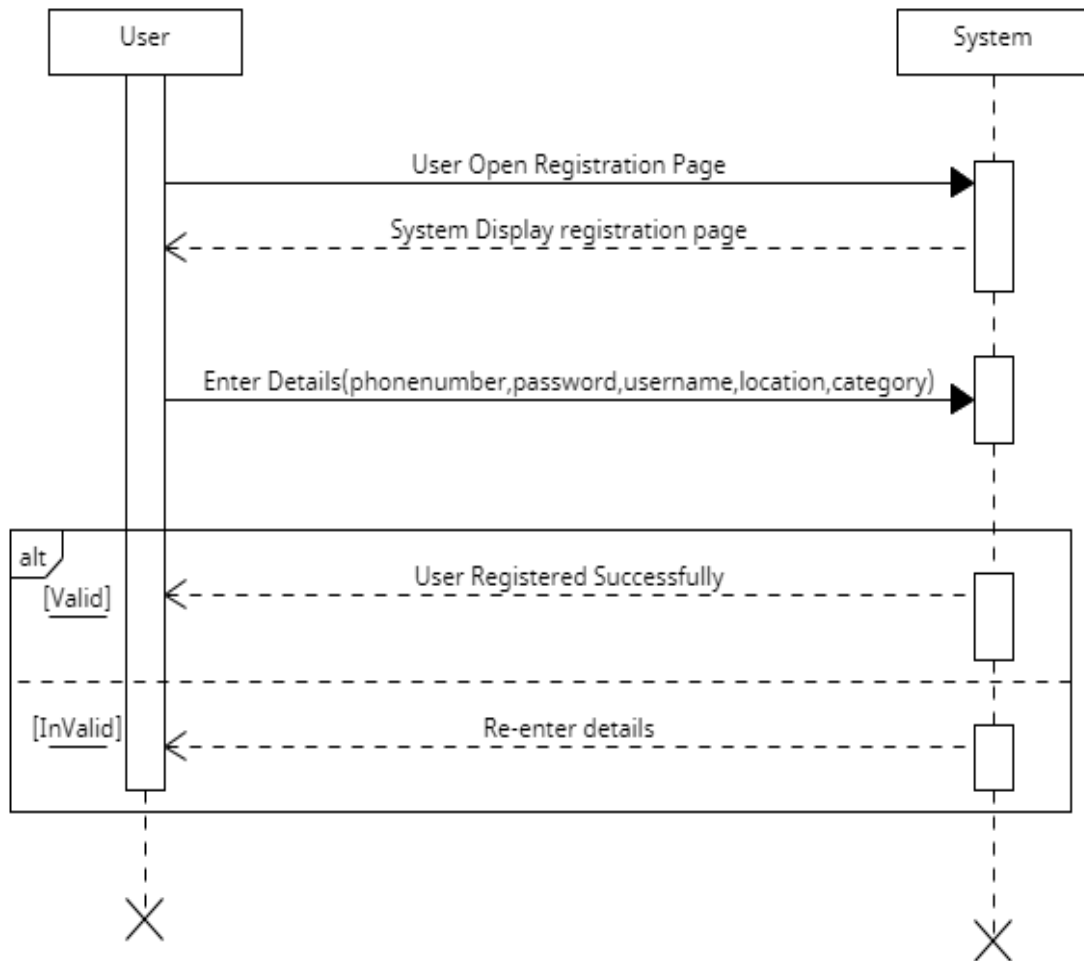 User
System
User Open Registration Page
System Display registration page
Enter Details(phonenumber,password,username,location,category)
alt
User Registered Successfully
[Valid]
[InValid]
Re-enter details